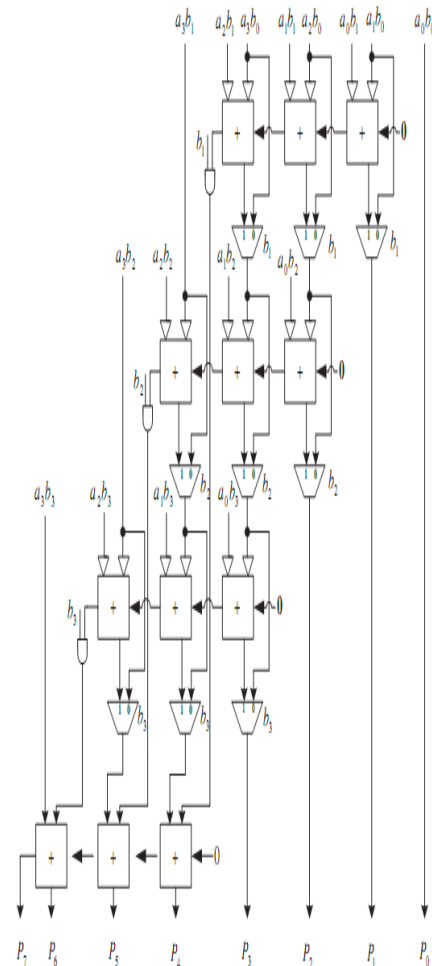 a₃b₁ a₂b₁ a₃b₀ a₁b₁ a₂b₀ a₀b₁ a₁b₀ a₀b₀
b₁ + + + 0
1 0 b₁ 1 0 b₁ 1 0 b₁
a₃b₂ a₂b₂ a₁b₂ a₀b₂
b₂ + + + 0
1 0 b₂ 1 0 b₂ 1 0 b₂
a₃b₃ a₂b₃ a₁b₃ a₀b₃
b₃ + + + 0
1 0 b₃ 1 0 b₃ 1 0 b₃
+ + + 0
P₇ P₆ P₅ P₄ P₃ P₂ P₁ P₀